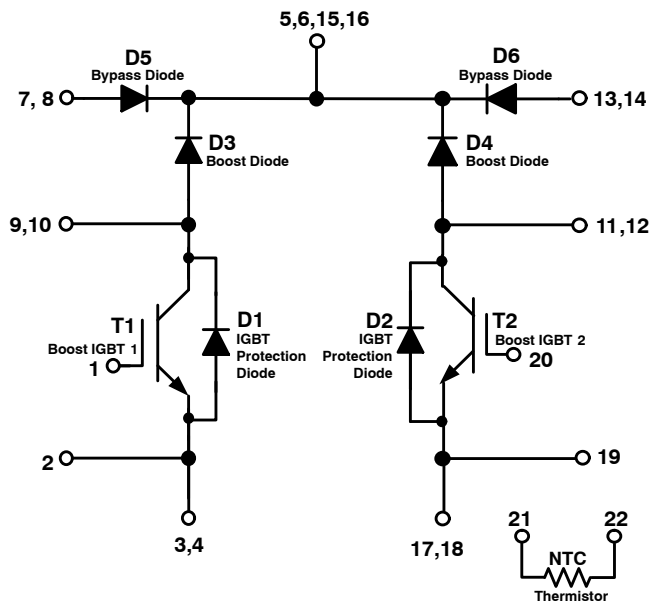 5,6,15,16
D5
Bypass Diode
D6
Bypass Diode
7, 8
13,14
D3
Boost Diode
D4
Boost Diode
9,10
11,12
T1
Boost IGBT 1
1
D1
IGBT
Protection
Diode
D2
IGBT
Protection
Diode
T2
Boost IGBT 2
20
2
19
3,4
17,18
21
22
NTC
Thermistor